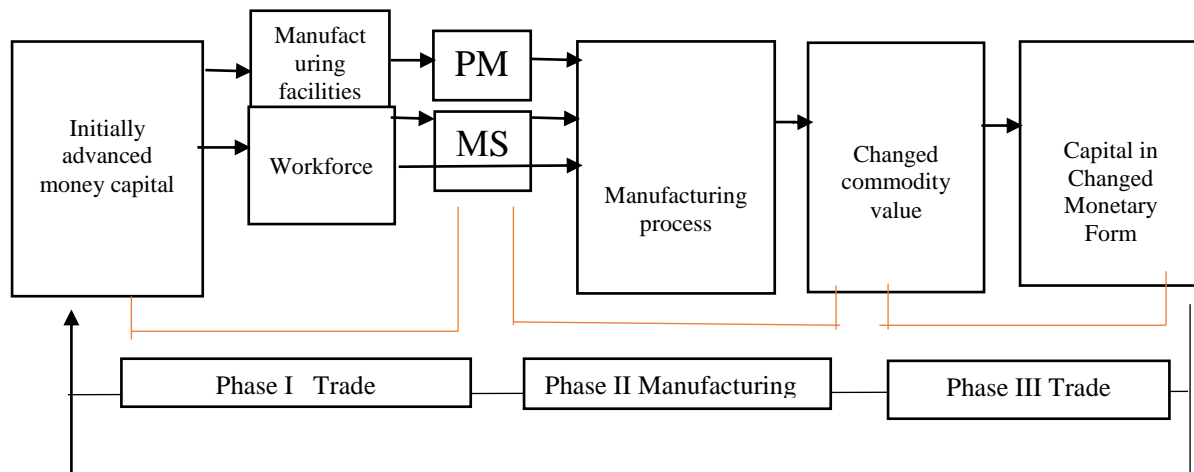 Initially
advanced
money capital
Manufact
uring
facilities
Workforce
PM
MS
Manufacturing
process
Changed
commodity
value
Capital in
Changed
Monetary
Form
Phase I Trade
Phase II Manufacturing
Phase III Trade